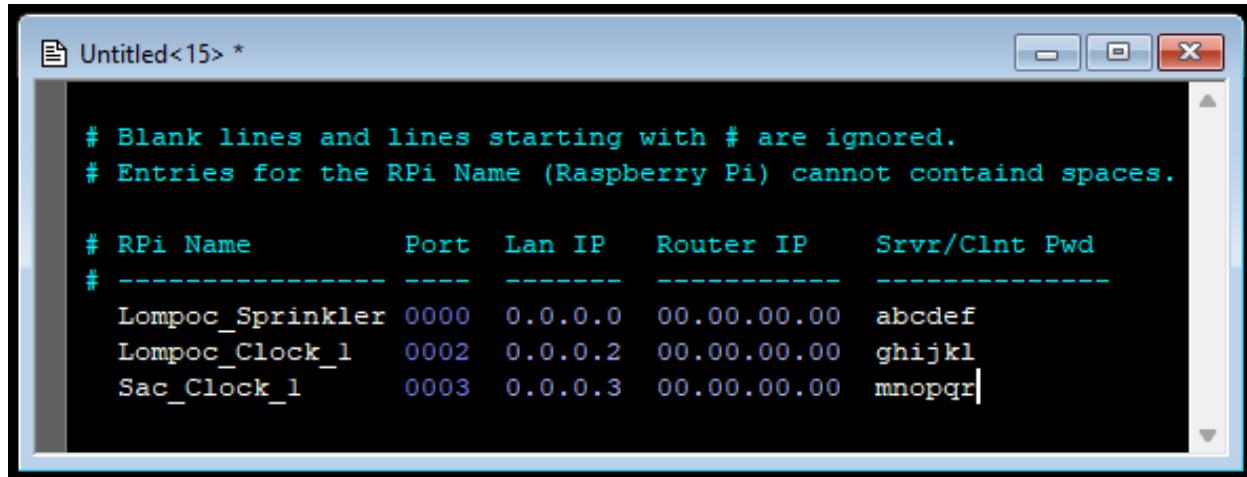 Untitled<15> *
# Blank lines and lines starting with # are ignored.
# Entries for the RPi Name (Raspberry Pi) cannot containd spaces.
# RPi Name Port Lan IP Router IP Srvr/Clnt Pwd
# ---------------- ---- ------- ----------- --------------
Lompoc_Sprinkler 0000 0.0.0.0 00.00.00.00 abcdef
Lompoc_Clock_1 0002 0.0.0.2 00.00.00.00 ghijkl
Sac_Clock_1 0003 0.0.0.3 00.00.00.00 mnopqr